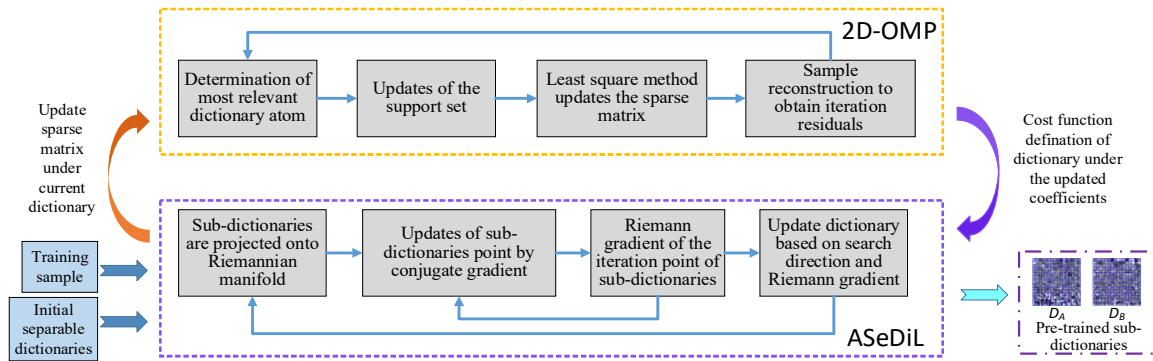 2D-OMP
Determination of
most relevant
dictionary atom
Updates of the
support set
Least square method
updates the sparse
matrix
Sample
reconstruction to
obtain iteration
residuals
Update
sparse
matrix
under
current
dictionary
Cost function
defination of
dictionary under
the updated
coefficients
Sub-dictionaries
are projected onto
Riemannian
manifold
Updates of sub-
dictionaries point by
conjugate gradient
Riemann
gradient of the
iteration point of
sub-dictionaries
Update dictionary
based on search
direction and
Riemann gradient
Training
sample
Initial
separable
dictionaries
ASeDiL
D_A D_B
Pre-trained sub-
dictionaries